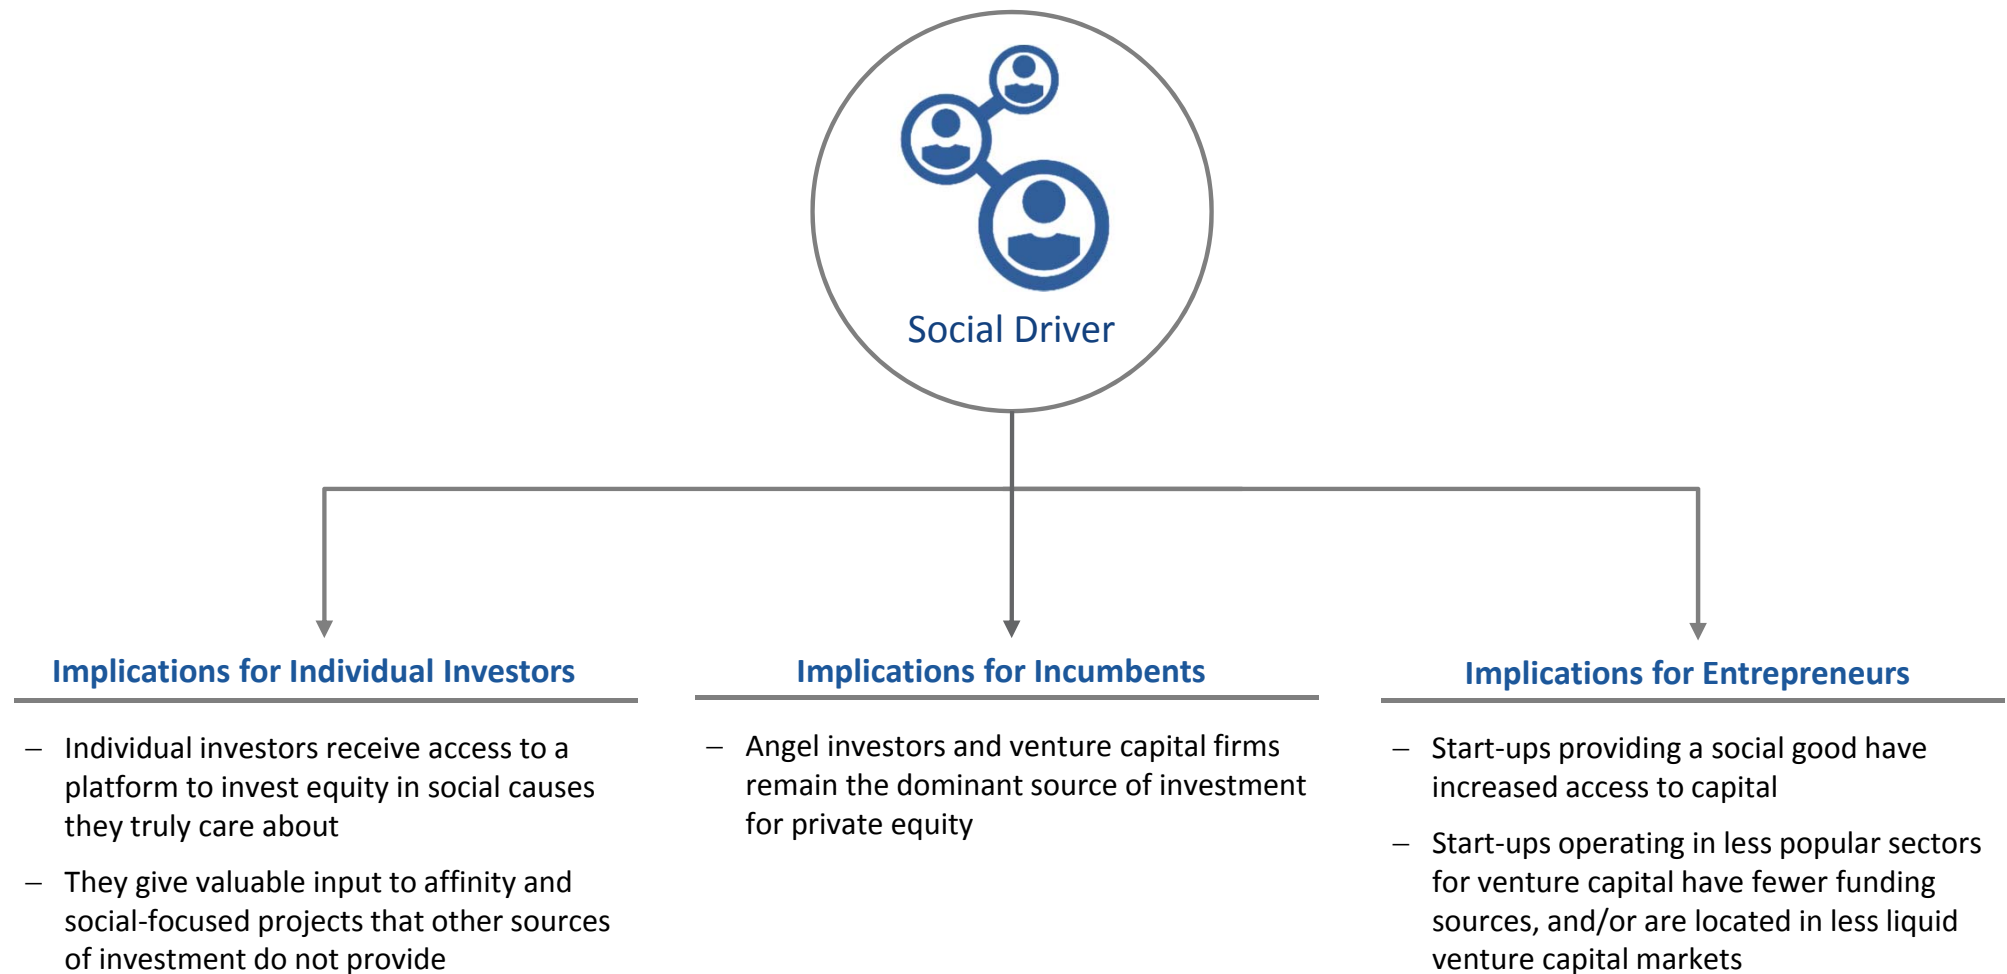 Social Driver
Implications for Individual Investors
– Individual investors receive access to a
platform to invest equity in social causes
they truly care about
– They give valuable input to affinity and
social-focused projects that other sources
of investment do not provide
Implications for Incumbents
– Angel investors and venture capital firms
remain the dominant source of investment
for private equity
Implications for Entrepreneurs
– Start-ups providing a social good have
increased access to capital
– Start-ups operating in less popular sectors
for venture capital have fewer funding
sources, and/or are located in less liquid
venture capital markets